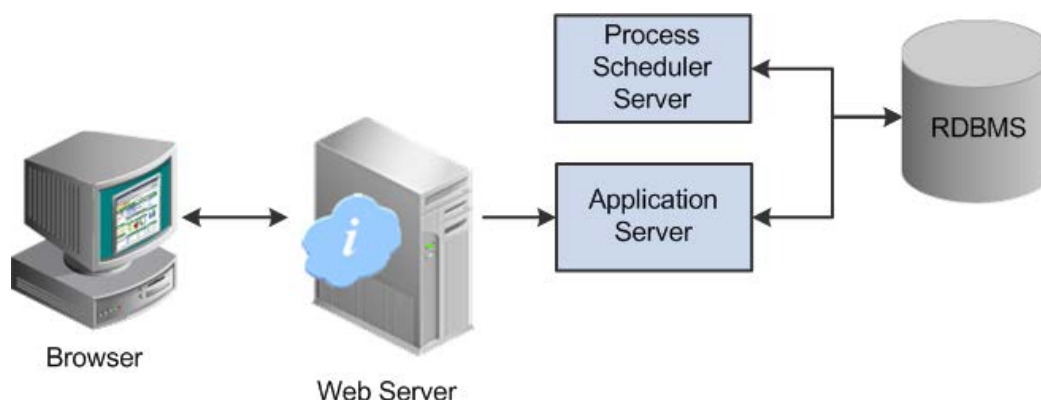 Process
Scheduler
Server
RDBMS
Application
Server
i
Browser
Web Server